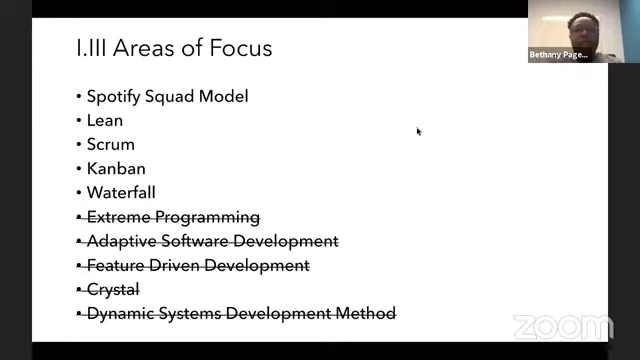 I.III Areas of Focus
Bethany Page...
• Spotify Squad Model
• Lean
• Scrum
• Kanban
• Waterfall
• Extreme Programming
• Adaptive Software Development
• Feature Driven Development
• Crystal
• Dynamic Systems Development Method
zoom